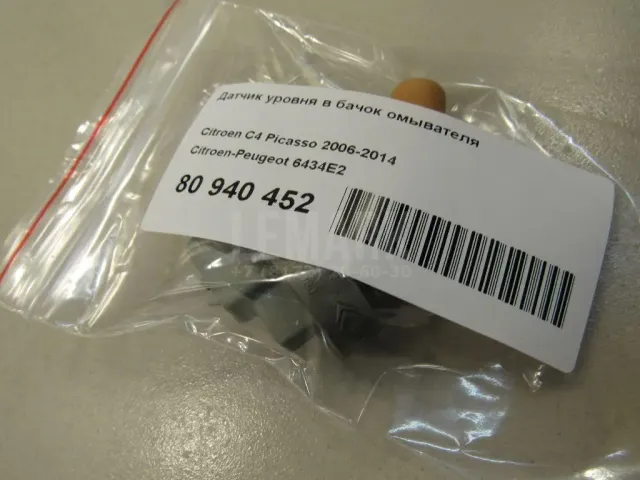 Датчик уровня в бачок омывателя
Citroen C4 Picasso 2006-2014
Citroen-Peugeot 6434E2
80 940 452